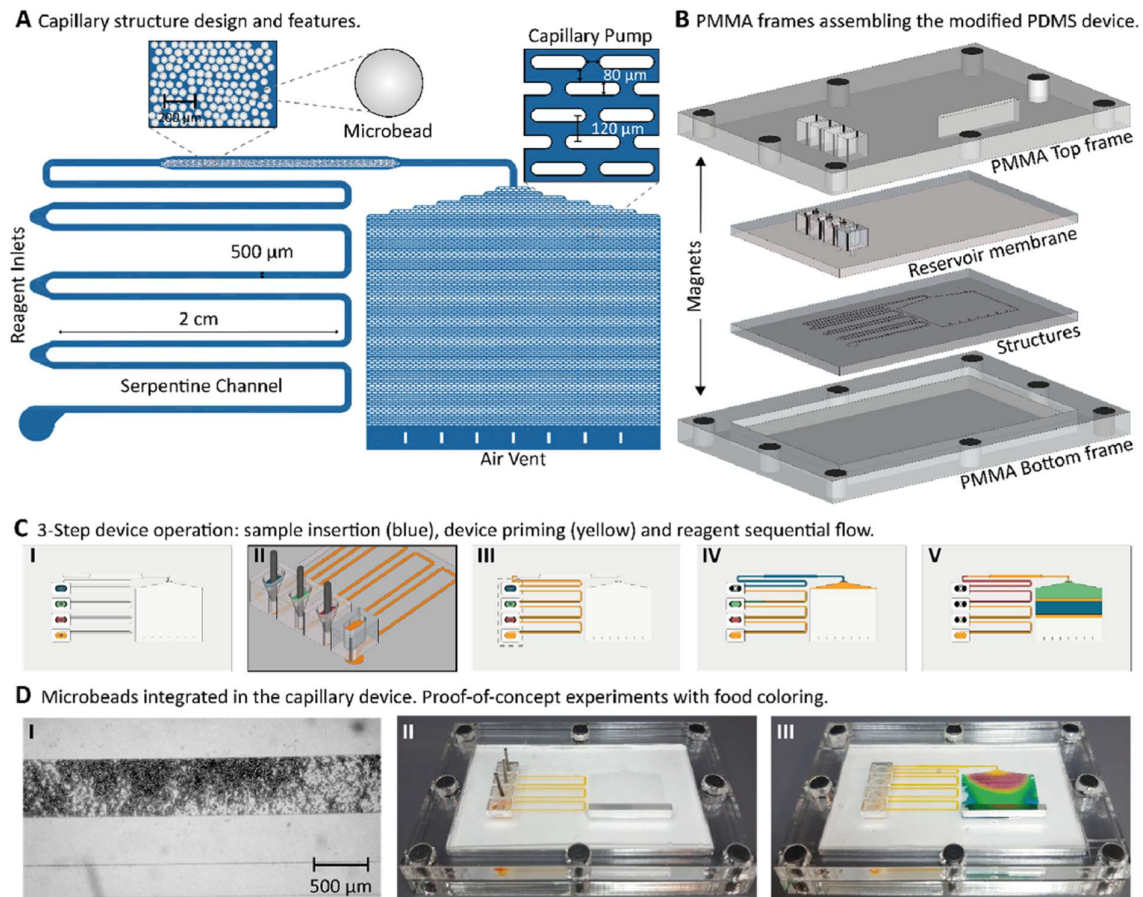 A Capillary structure design and features.
200 µm
Microbead
Capillary Pump
80 µm
120 µm
Reagent Inlets
500 µm
2 cm
Serpentine Channel
Air Vent
B PMMA frames assembling the modified PDMS device.
PMMA Top frame
Magnets
Reservoir membrane
Structures
PMMA Bottom frame
C 3-Step device operation: sample insertion (blue), device priming (yellow) and reagent sequential flow.
I
II
III
IV
V
D Microbeads integrated in the capillary device. Proof-of-concept experiments with food coloring.
I
500 µm
II
III